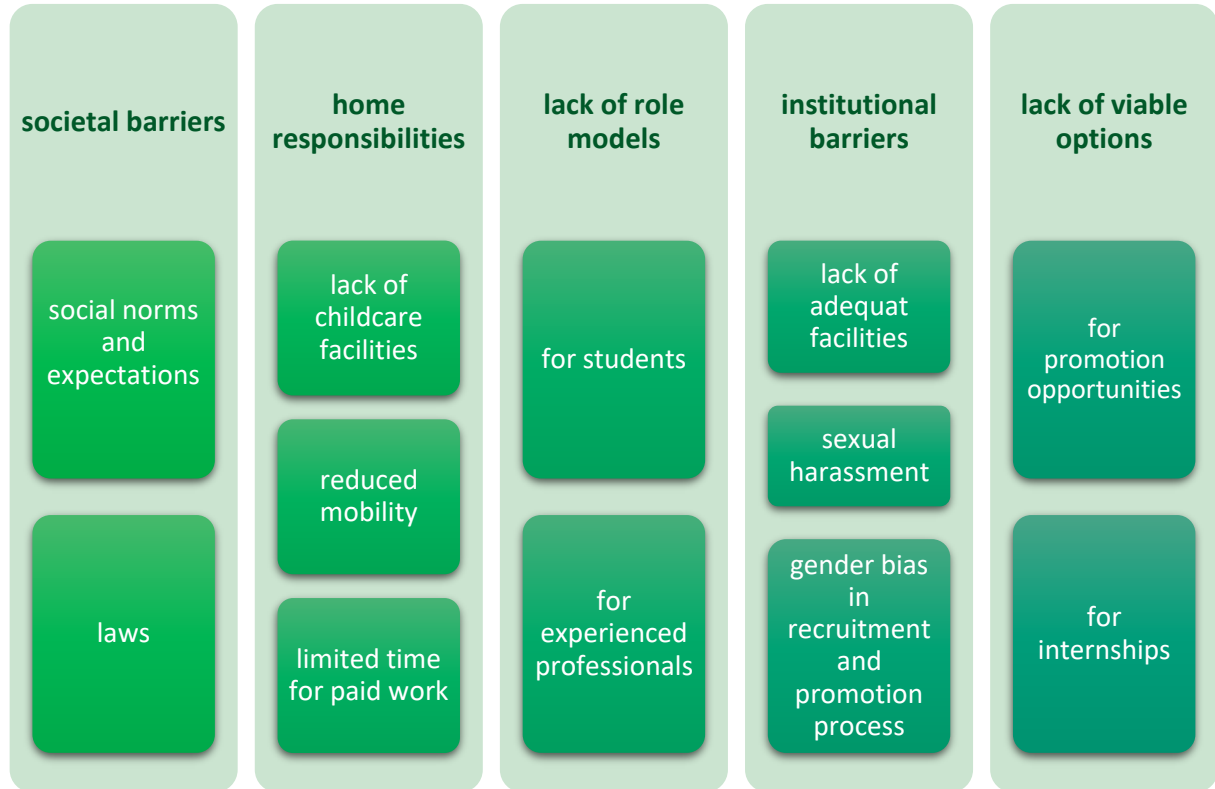 societal barriers
social norms
and
expectations
laws
home
responsibilities
lack of
childcare
facilities
reduced
mobility
limited time
for paid work
lack of role
models
for students
for
experienced
professionals
institutional
barriers
lack of
adequat
facilities
sexual
harassment
gender bias
in
recruitment
and
promotion
process
lack of viable
options
for
promotion
opportunities
for
internships